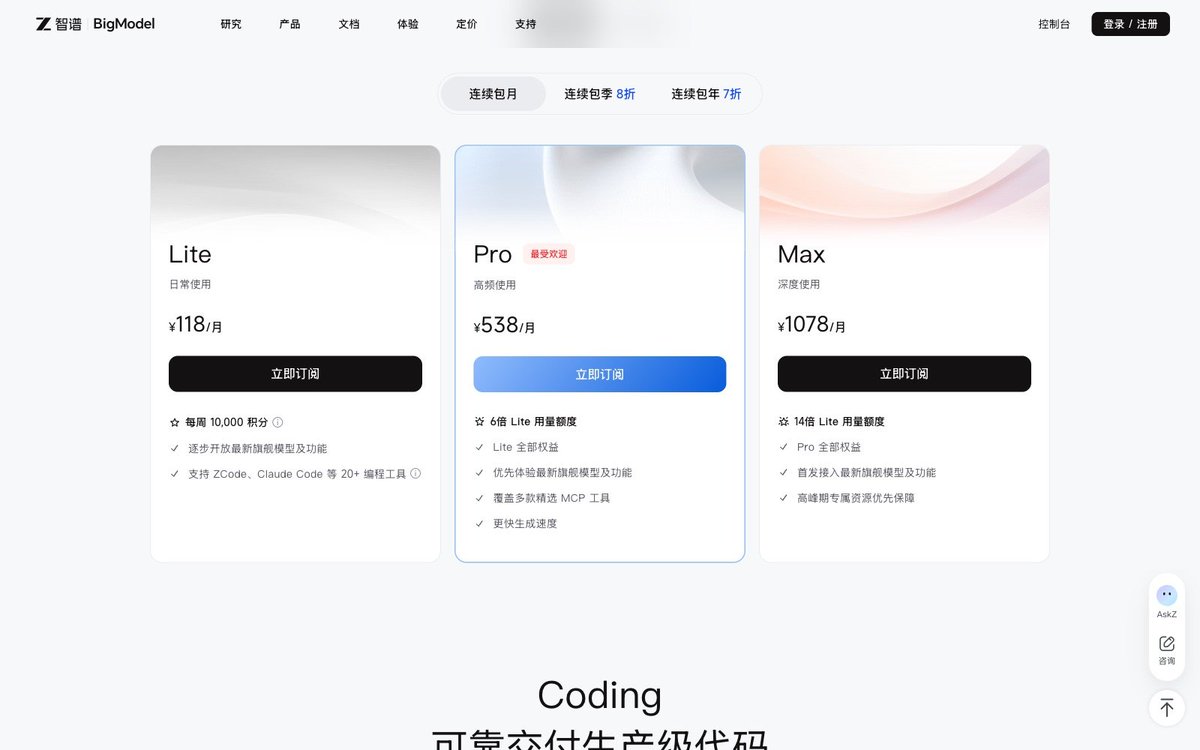 智谱 BigModel
研究 产品 文档 体验 定价 支持
控制台 登录 / 注册
连续包月 连续包季 8折 连续包年 7折
Lite
日常使用
¥118/月
立即订阅
每周 10,000 积分
逐步开放最新旗舰模型及功能
支持 ZCode、Claude Code 等 20+ 编程工具
Pro 最受欢迎
高频使用
¥538/月
立即订阅
6倍 Lite 用量额度
Lite 全部权益
优先体验最新旗舰模型及功能
覆盖多款精选 MCP 工具
更快生成速度
Max
深度使用
¥1078/月
立即订阅
14倍 Lite 用量额度
Pro 全部权益
首发接入最新旗舰模型及功能
高峰期专属资源优先保障
AskZ
咨询
Coding
可靠交付生产级代码